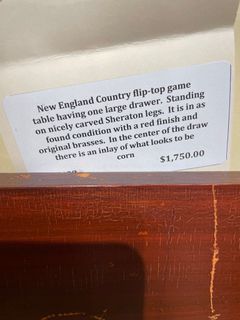 New England Country flip-top game
table having one large drawer. Standing
on nicely carved Sheraton legs. It is in as
found condition with a red finish and
original brasses. In the center of the draw
there is an inlay of what looks to be
corn
$1,750.00